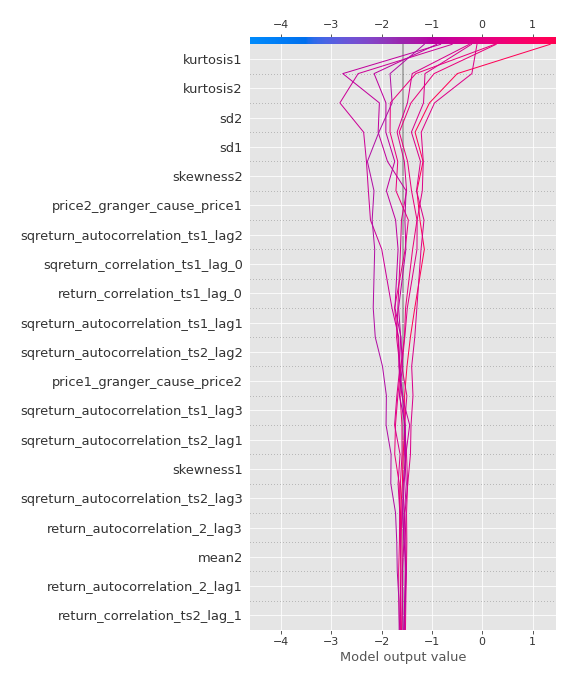 −4 −3 −2 −1 0 1
kurtosis1
kurtosis2
sd2
sd1
skewness2
price2_granger_cause_price1
sqreturn_autocorrelation_ts1_lag2
sqreturn_correlation_ts1_lag_0
return_correlation_ts1_lag_0
sqreturn_autocorrelation_ts1_lag1
sqreturn_autocorrelation_ts2_lag2
price1_granger_cause_price2
sqreturn_autocorrelation_ts1_lag3
sqreturn_autocorrelation_ts2_lag1
skewness1
sqreturn_autocorrelation_ts2_lag3
return_autocorrelation_2_lag3
mean2
return_autocorrelation_2_lag1
return_correlation_ts2_lag_1
−4 −3 −2 −1 0 1
Model output value